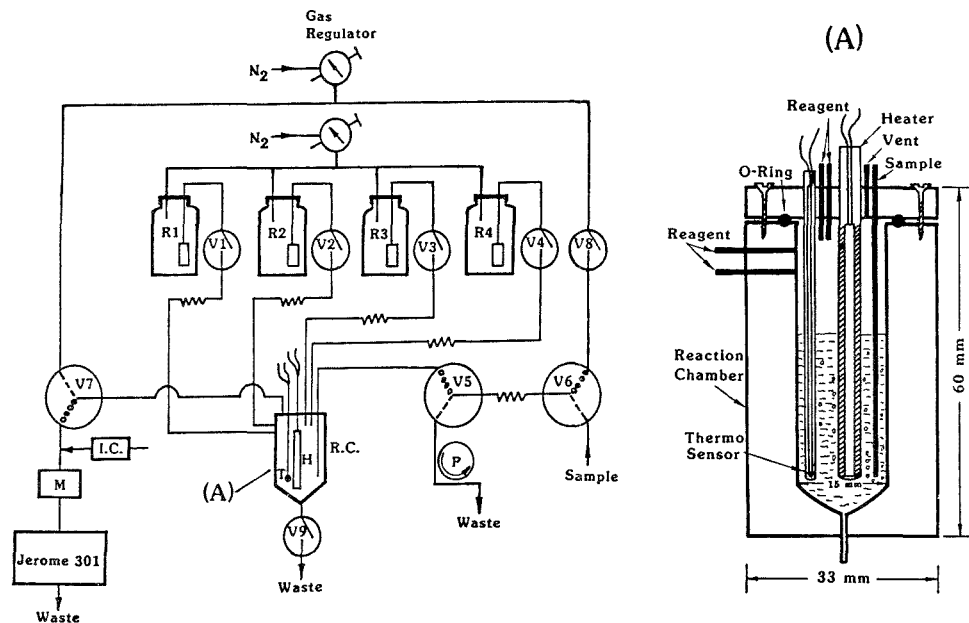 Gas
Regulator
N2
N2
R1
V1
R2
V2
R3
V3
R4
V4
V8
V7
V5
V6
I.C.
M
Jerome 301
Waste
(A)
T
H
R.C.
V9
Waste
P
Waste
Sample
(A)
Reagent
Heater
Vent
Sample
O-Ring
Reagent
Reaction
Chamber
Thermo
Sensor
15 mm
60 mm
33 mm